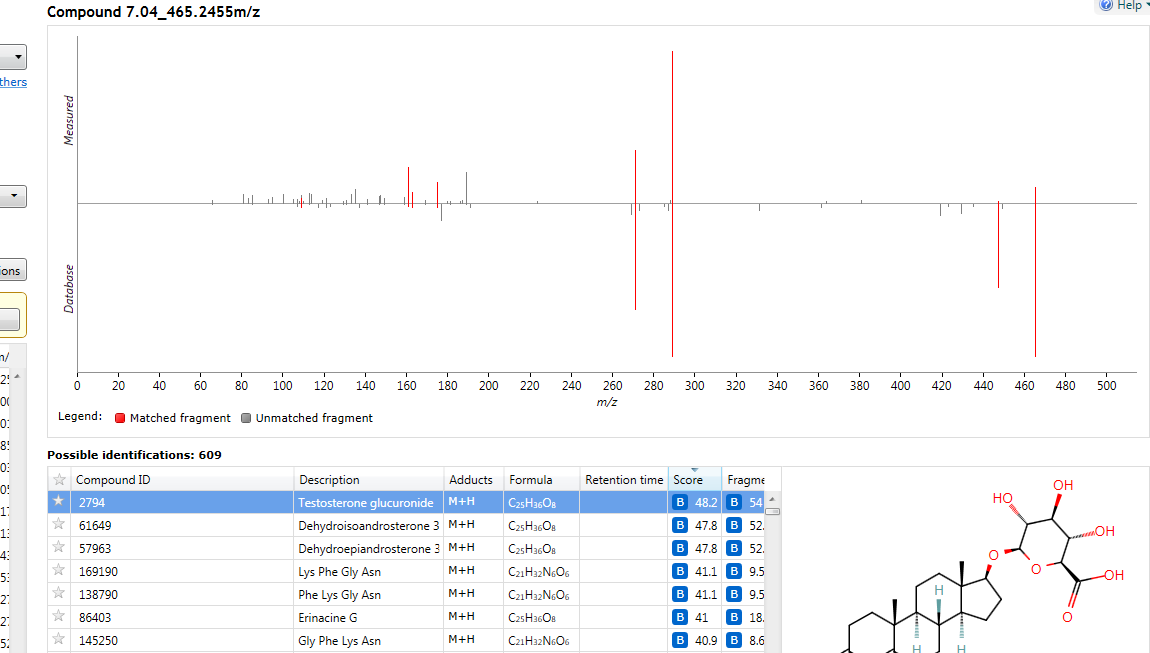 Compound 7.04_465.2455m/z
Help
thers
ions
Measured
Database
0 20 40 60 80 100 120 140 160 180 200 220 240 260 280 300 320 340 360 380 400 420 440 460 480 500
m/z
Legend: Matched fragment Unmatched fragment
Possible identifications: 609
Compound ID Description Adducts Formula Retention time Score Fragme
2794 Testosterone glucuronide M+H C₂₅H₃₆O₈ B 48.2 B 54
61649 Dehydroisoandrosterone 3 M+H C₂₅H₃₆O₈ B 47.8 B 52.
57963 Dehydroepiandrosterone 3 M+H C₂₅H₃₆O₈ B 47.8 B 52.
169190 Lys Phe Gly Asn M+H C₂₁H₃₂N₆O₆ B 41.1 B 9.5
138790 Phe Lys Gly Asn M+H C₂₁H₃₂N₆O₆ B 41.1 B 9.5
86403 Erinacine G M+H C₂₅H₃₆O₈ B 41 B 18.
145250 Gly Phe Lys Asn M+H C₂₁H₃₂N₆O₆ B 40.9 B 8.6
OH
HO
OH
O
O
OH
O
H
H
H